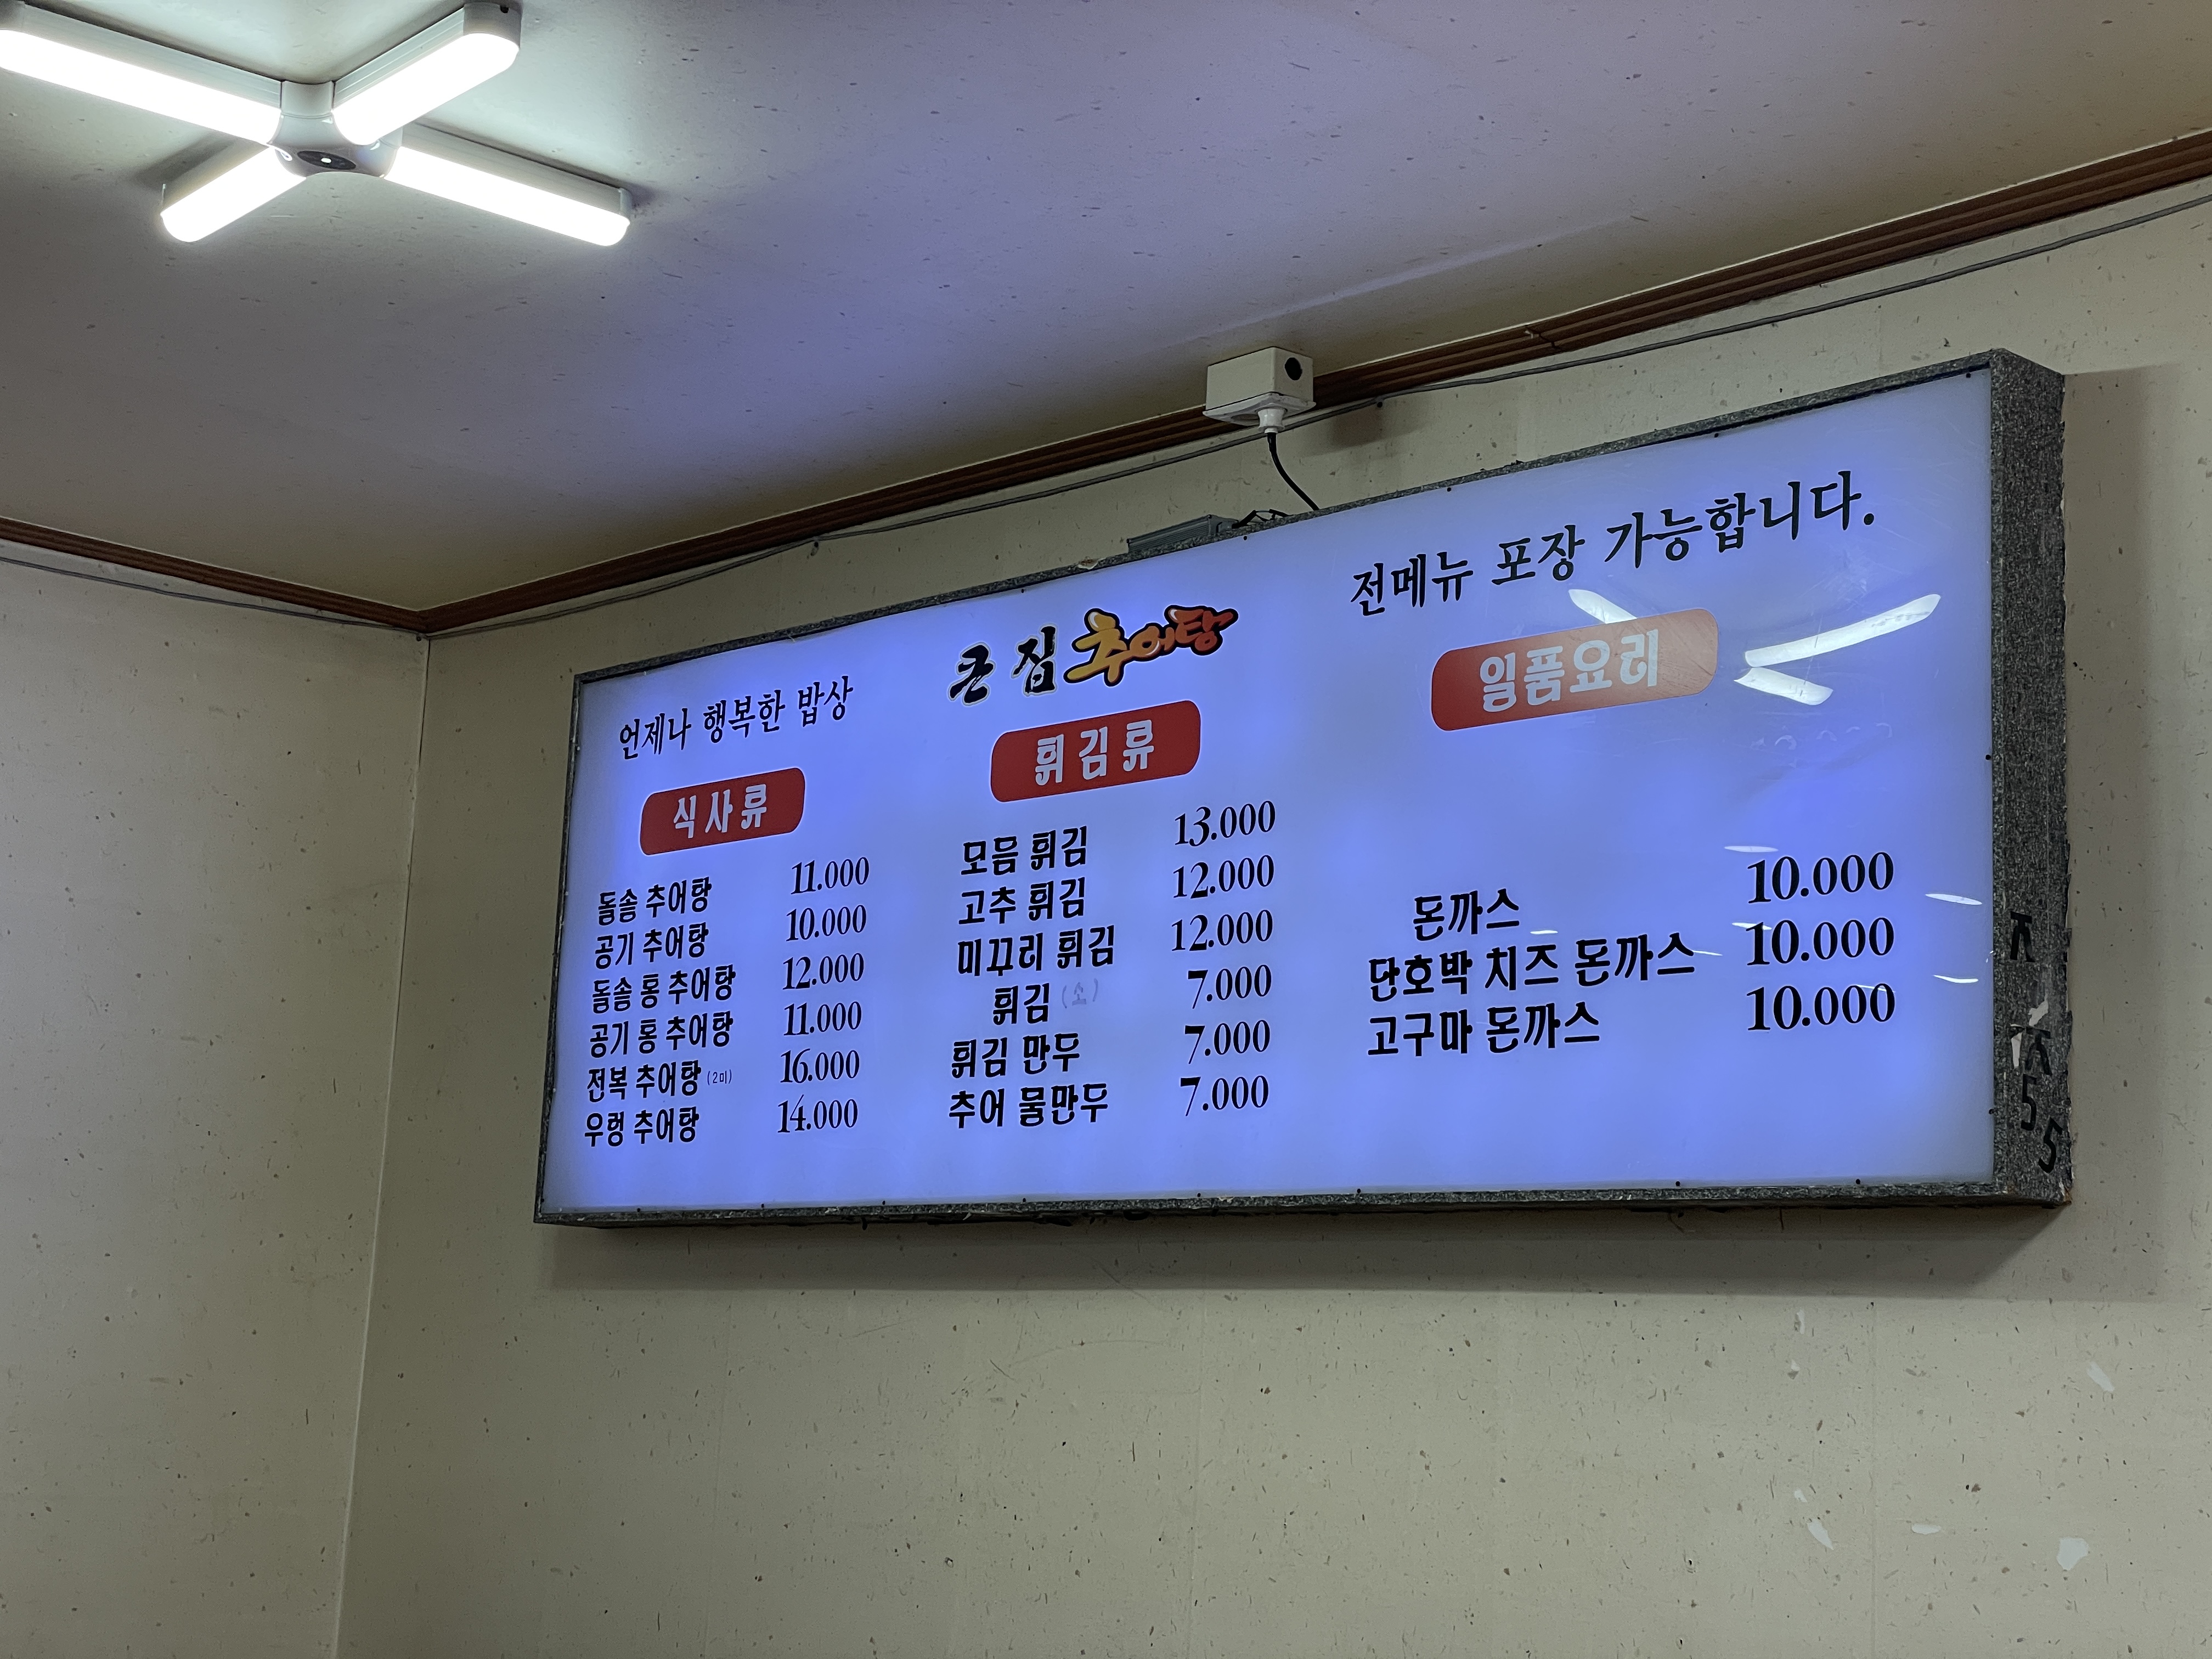 언제나 행복한 밥상
큰집추어탕
전메뉴 포장 가능합니다.
식사류
돌솥 추어탕 11.000
공기 추어탕 10.000
돌솥 통 추어탕 12.000
공기 통 추어탕 11.000
전복 추어탕 (2미) 16.000
우렁 추어탕 14.000
튀김류
모듬 튀김 13.000
고추 튀김 12.000
미꾸리 튀김 12.000
튀김 (소) 7.000
튀김 만두 7.000
추어 물만두 7.000
일품요리
돈까스 10.000
단호박 치즈 돈까스 10.000
고구마 돈까스 10.000